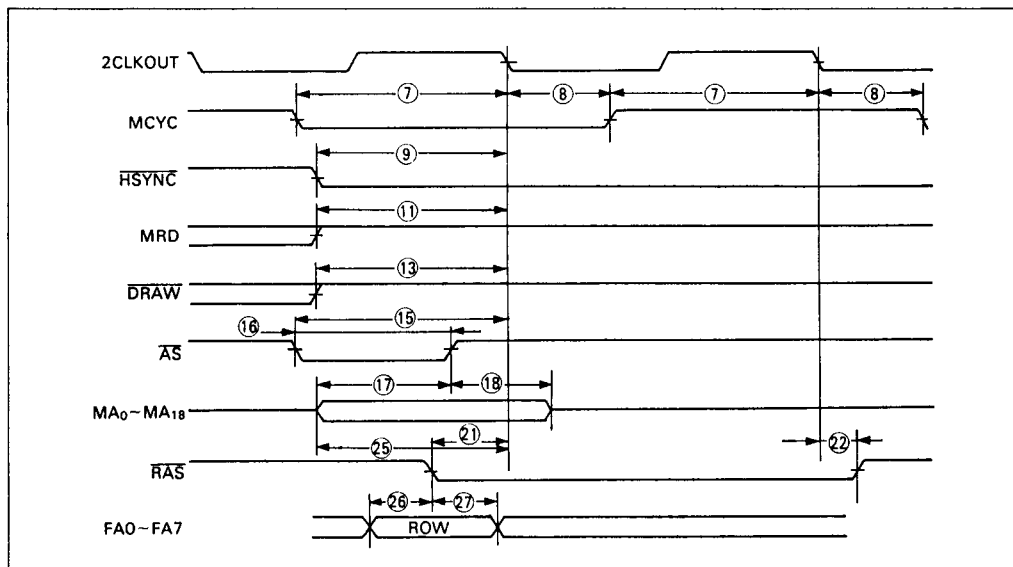 2CLKOUT
⑦ ⑧ ⑦ ⑧
MCYC
⑨
HSYNC
⑪
MRD
⑬
DRAW
⑯ ⑮
AS
⑰ ⑱
MA0~MA18
㉕ ㉑ ㉒
RAS
㉖ ㉗
FA0~FA7 ROW